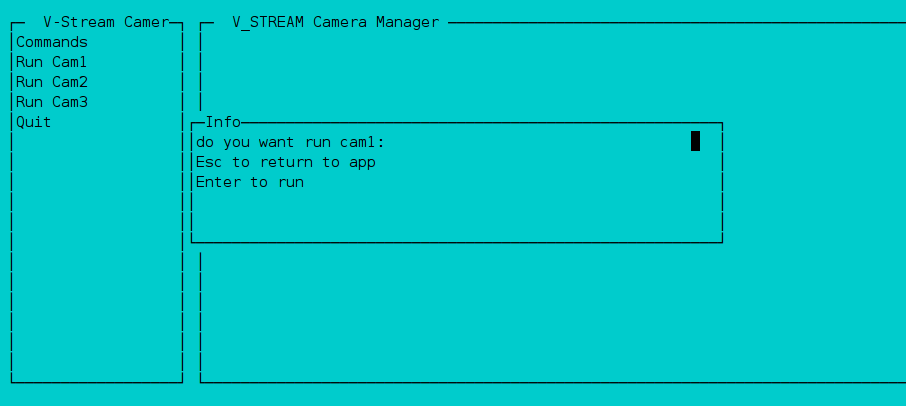 V-Stream Camer
Commands
Run Cam1
Run Cam2
Run Cam3
Quit
V_STREAM Camera Manager
Info
do you want run cam1:
Esc to return to app
Enter to run